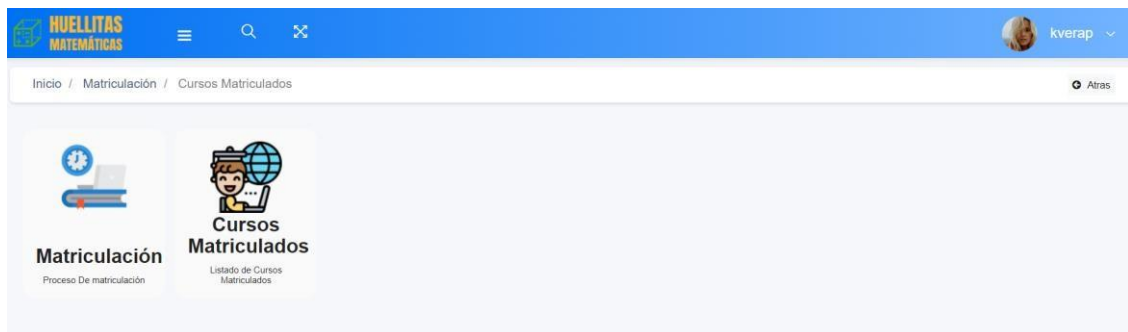 HUELLITAS
MATEMÁTICAS
kverap
Inicio / Matriculación / Cursos Matriculados
Atras
Matriculación
Proceso De matriculación
Cursos
Matriculados
Listado de Cursos
Matriculados